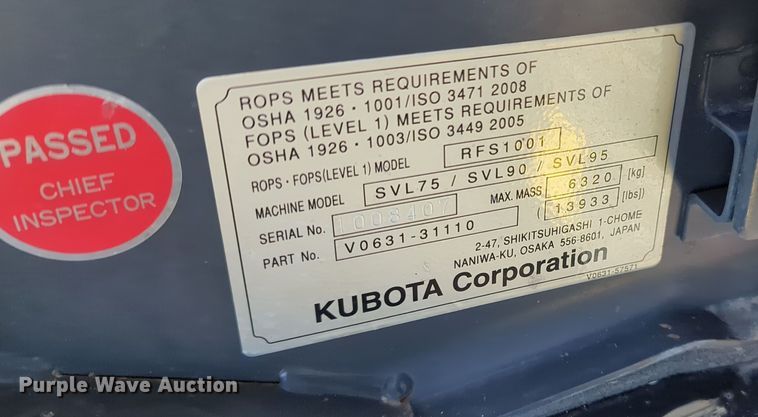 PASSED
CHIEF
INSPECTOR
ROPS MEETS REQUIREMENTS OF
OSHA 1926・1001/ISO 3471 2008
FOPS (LEVEL 1) MEETS REQUIREMENTS OF
OSHA 1926・1003/ISO 3449 2005
ROPS・FOPS(LEVEL 1) MODEL RFS1001
MACHINE MODEL SVL75 / SVL90 / SVL95
SERIAL NO. 1008407 MAX. MASS 6320 [kg]
PART NO. V0631-31110 (13933 [lbs])
2-47, SHIKITSUHIGASHI 1-CHOME
NANIWA-KU, OSAKA 556-8601, JAPAN
KUBOTA Corporation
V0631-57571
Purple Wave Auction